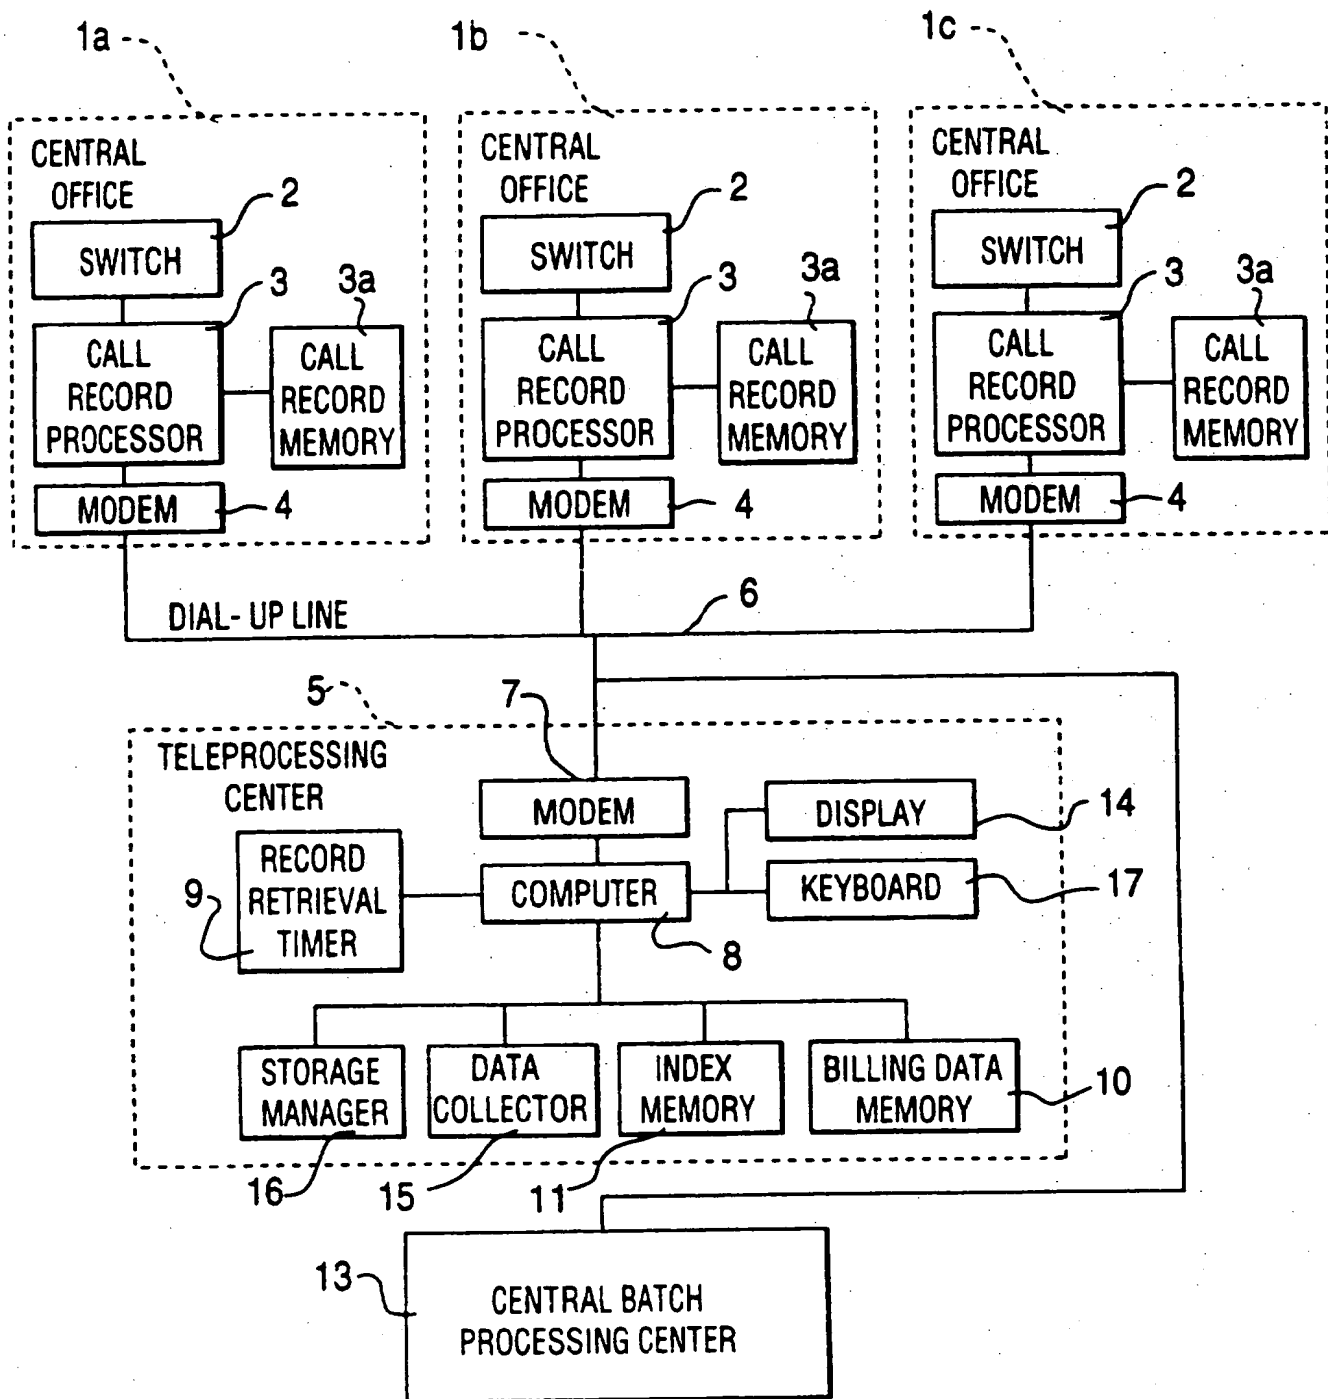 1a
1b
1c
CENTRAL
OFFICE
2
SWITCH
3
3a
CALL
RECORD
PROCESSOR
CALL
RECORD
MEMORY
MODEM
4
CENTRAL
OFFICE
2
SWITCH
3
3a
CALL
RECORD
PROCESSOR
CALL
RECORD
MEMORY
MODEM
4
CENTRAL
OFFICE
2
SWITCH
3
3a
CALL
RECORD
PROCESSOR
CALL
RECORD
MEMORY
MODEM
4
DIAL- UP LINE
6
5
7
TELEPROCESSING
CENTER
MODEM
DISPLAY
14
RECORD
RETRIEVAL
TIMER
9
COMPUTER
8
KEYBOARD
17
STORAGE
MANAGER
16
DATA
COLLECTOR
15
INDEX
MEMORY
11
BILLING DATA
MEMORY
10
13
CENTRAL BATCH
PROCESSING CENTER